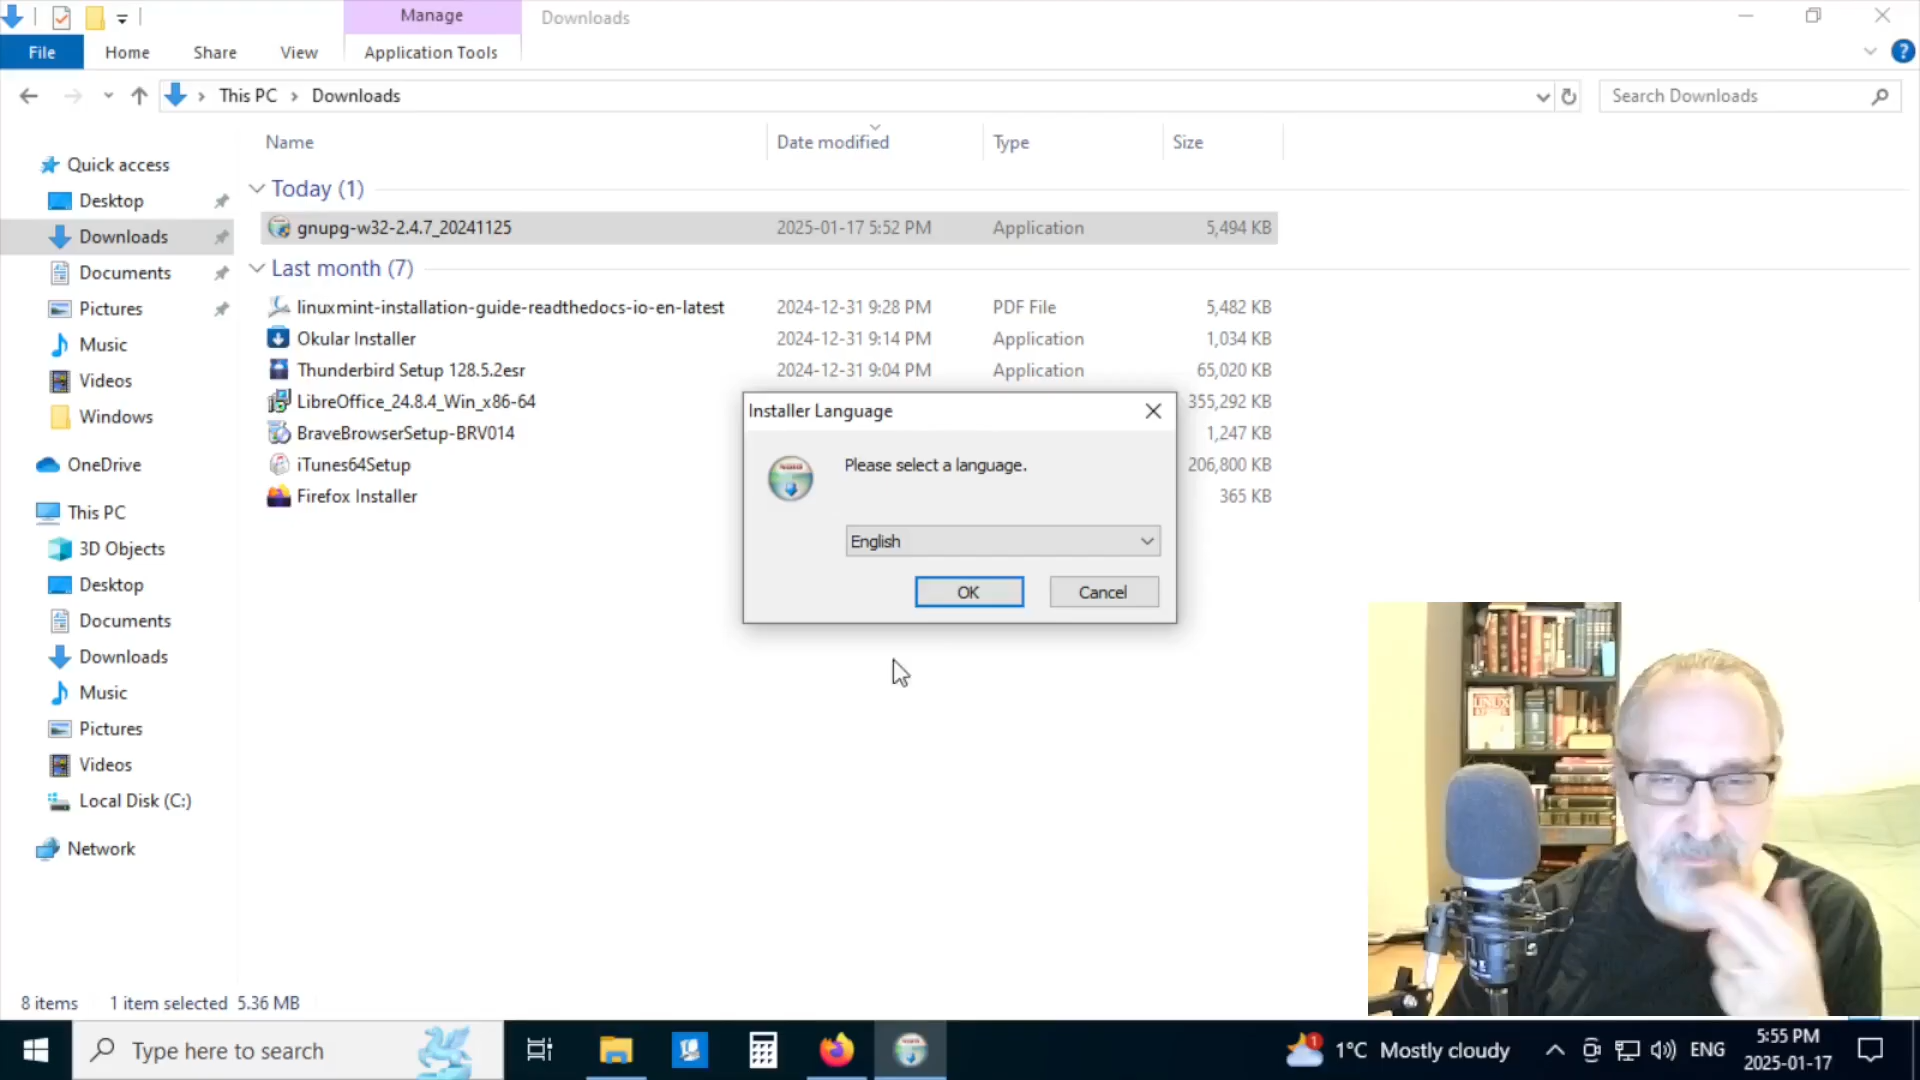 Manage
Downloads
File
Home
Share
View
Application Tools
This PC
Downloads
Search Downloads
Name
Date modified
Type
Size
Quick access
Desktop
Downloads
Documents
Pictures
Music
Videos
Windows
OneDrive
This PC
3D Objects
Desktop
Documents
Downloads
Music
Pictures
Videos
Local Disk (C:)
Network
Today (1)
gnupg-w32-2.4.7_20241125 2025-01-17 5:52 PM Application 5,494 KB
Last month (7)
linuxmint-installation-guide-readthedocs-io-en-latest 2024-12-31 9:28 PM PDF File 5,482 KB
Okular Installer 2024-12-31 9:14 PM Application 1,034 KB
Thunderbird Setup 128.5.2esr 2024-12-31 9:04 PM Application 65,020 KB
LibreOffice_24.8.4_Win_x86-64 355,292 KB
BraveBrowserSetup-BRV014 1,247 KB
iTunes64Setup 206,800 KB
Firefox Installer 365 KB
Installer Language
Please select a language.
English
OK
Cancel
LINUX
8 items 1 item selected 5.36 MB
Type here to search
1
1°C Mostly cloudy
ENG
5:55 PM
2025-01-17